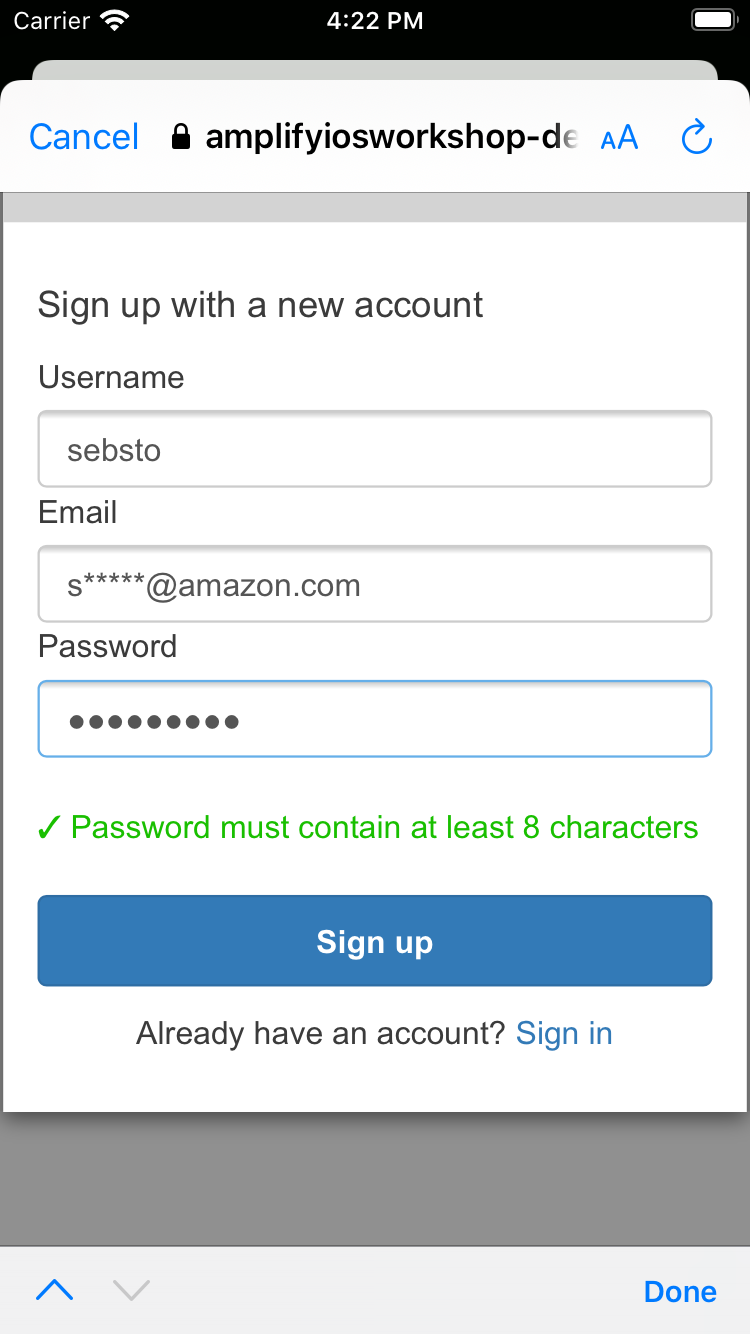 Carrier 4:22 PM
Cancel amplifyiosworkshop-de AA
Sign up with a new account
Username
sebsto
Email
s*****@amazon.com
Password
•••••••••
✓ Password must contain at least 8 characters
Sign up
Already have an account? Sign in
Done